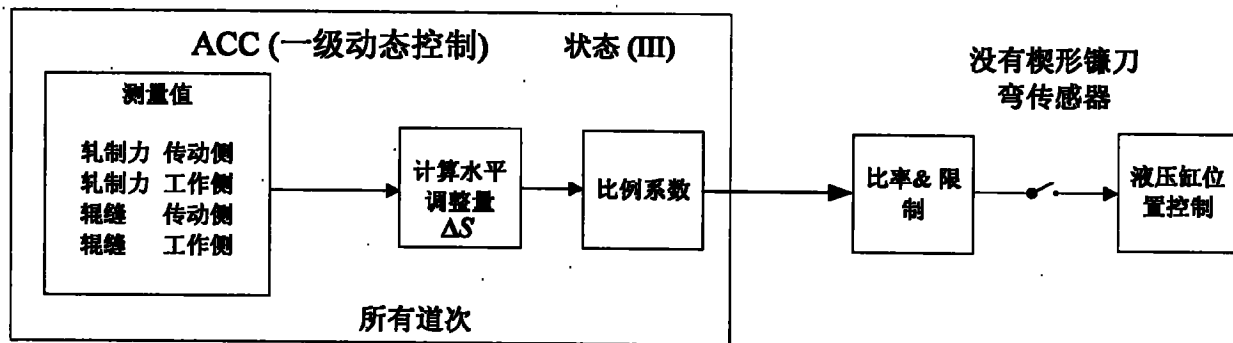 ACC (一级动态控制) 状态 (III)
测量值
轧制力 传动侧
轧制力 工作侧
辊缝 传动侧
辊缝 工作侧
计算水平
调整量
ΔS
比例系数
所有道次
没有楔形镰刀
弯传感器
比率& 限
制
液压缸位
置控制